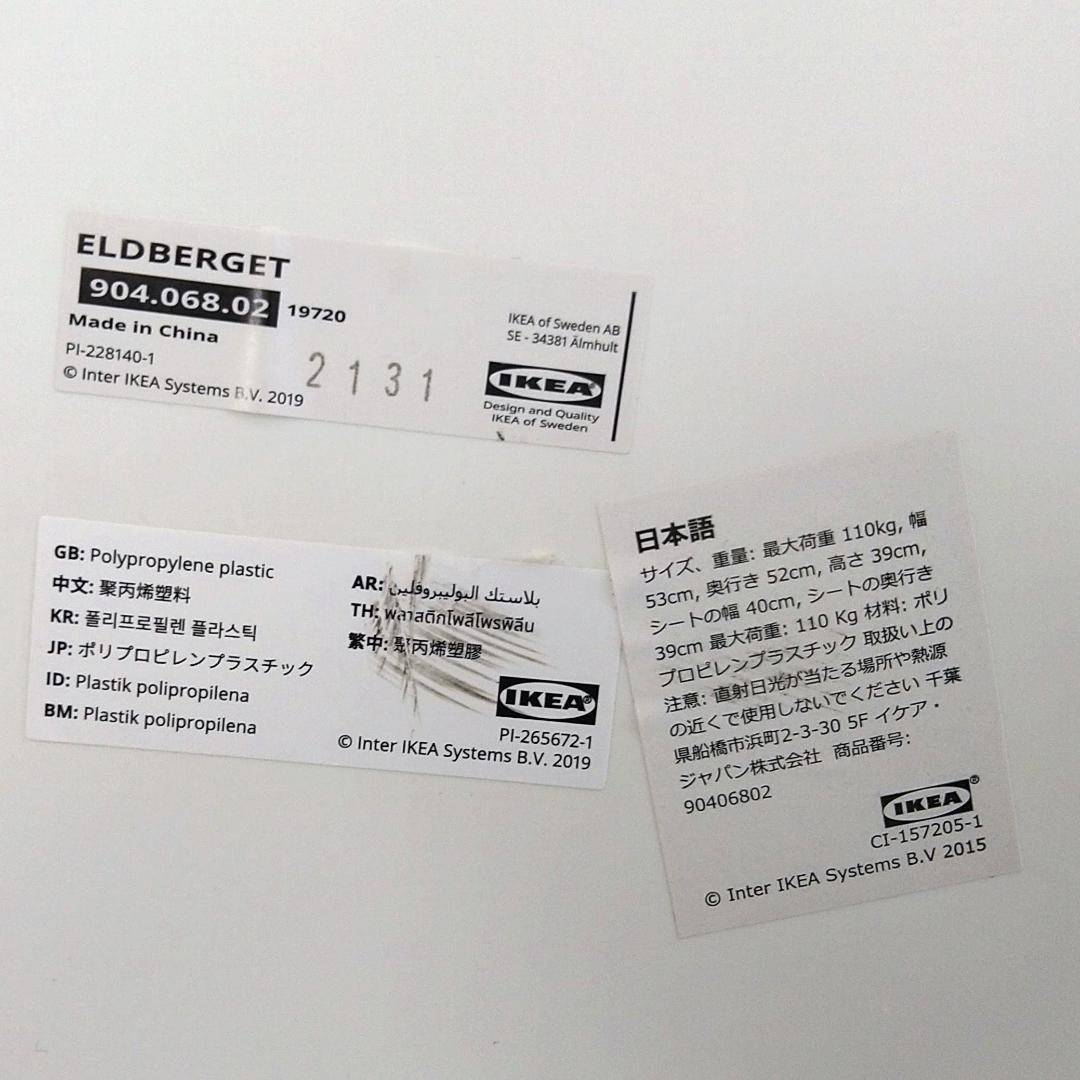 ELDBERGET
904.068.02 19720
Made in China
PI-228140-1
© Inter IKEA Systems B.V. 2019
2131
IKEA of Sweden AB
SE - 34381 Älmhult
IKEA®
Design and Quality
IKEA of Sweden
GB: Polypropylene plastic
中文: 聚丙烯塑料
KR: 폴리프로필렌 플라스틱
JP: ポリプロピレンプラスチック
ID: Plastik polipropilena
BM: Plastik polipropilena
AR: بلاستك البوليبروفلين
TH: พลาสติกโพลีโพรพิลีน
繁中: 聚丙烯塑膠
IKEA®
PI-265672-1
© Inter IKEA Systems B.V. 2019
日本語
サイズ、重量: 最大荷重 110kg, 幅
53cm, 奥行き 52cm, 高さ 39cm,
シートの幅 40cm, シートの奥行き
39cm 最大荷重: 110 Kg 材料: ポリ
プロピレンプラスチック 取扱い上の
注意: 直射日光が当たる場所や熱源
の近くで使用しないでください 千葉
県船橋市浜町2-3-30 5F イケア・
ジャパン株式会社 商品番号:
90406802
IKEA®
CI-157205-1
© Inter IKEA Systems B.V 2015